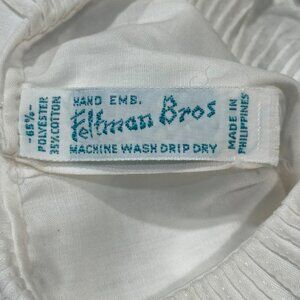 -65%-
POLYESTER
35% COTTON
HAND EMB.
Feltman Bros
MACHINE WASH DRIP DRY
MADE IN
PHILIPPINES